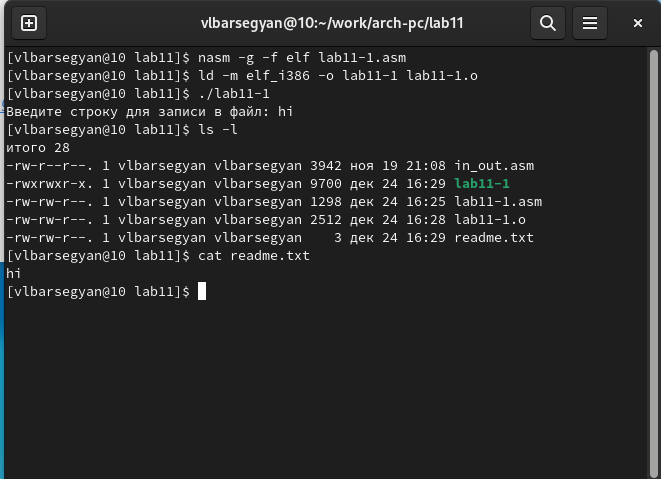 vlbarsegyan@10:~/work/arch-pc/lab11
[vlbarsegyan@10 lab11]$ nasm -g -f elf lab11-1.asm
[vlbarsegyan@10 lab11]$ ld -m elf_i386 -o lab11-1 lab11-1.o
[vlbarsegyan@10 lab11]$ ./lab11-1
Введите строку для записи в файл: hi
[vlbarsegyan@10 lab11]$ ls -l
итого 28
-rw-r--r--. 1 vlbarsegyan vlbarsegyan 3942 ноя 19 21:08 in_out.asm
-rwxrwxr-x. 1 vlbarsegyan vlbarsegyan 9700 дек 24 16:29 lab11-1
-rw-rw-r--. 1 vlbarsegyan vlbarsegyan 1298 дек 24 16:25 lab11-1.asm
-rw-rw-r--. 1 vlbarsegyan vlbarsegyan 2512 дек 24 16:28 lab11-1.o
-rw-rw-r--. 1 vlbarsegyan vlbarsegyan    3 дек 24 16:29 readme.txt
[vlbarsegyan@10 lab11]$ cat readme.txt
hi
[vlbarsegyan@10 lab11]$